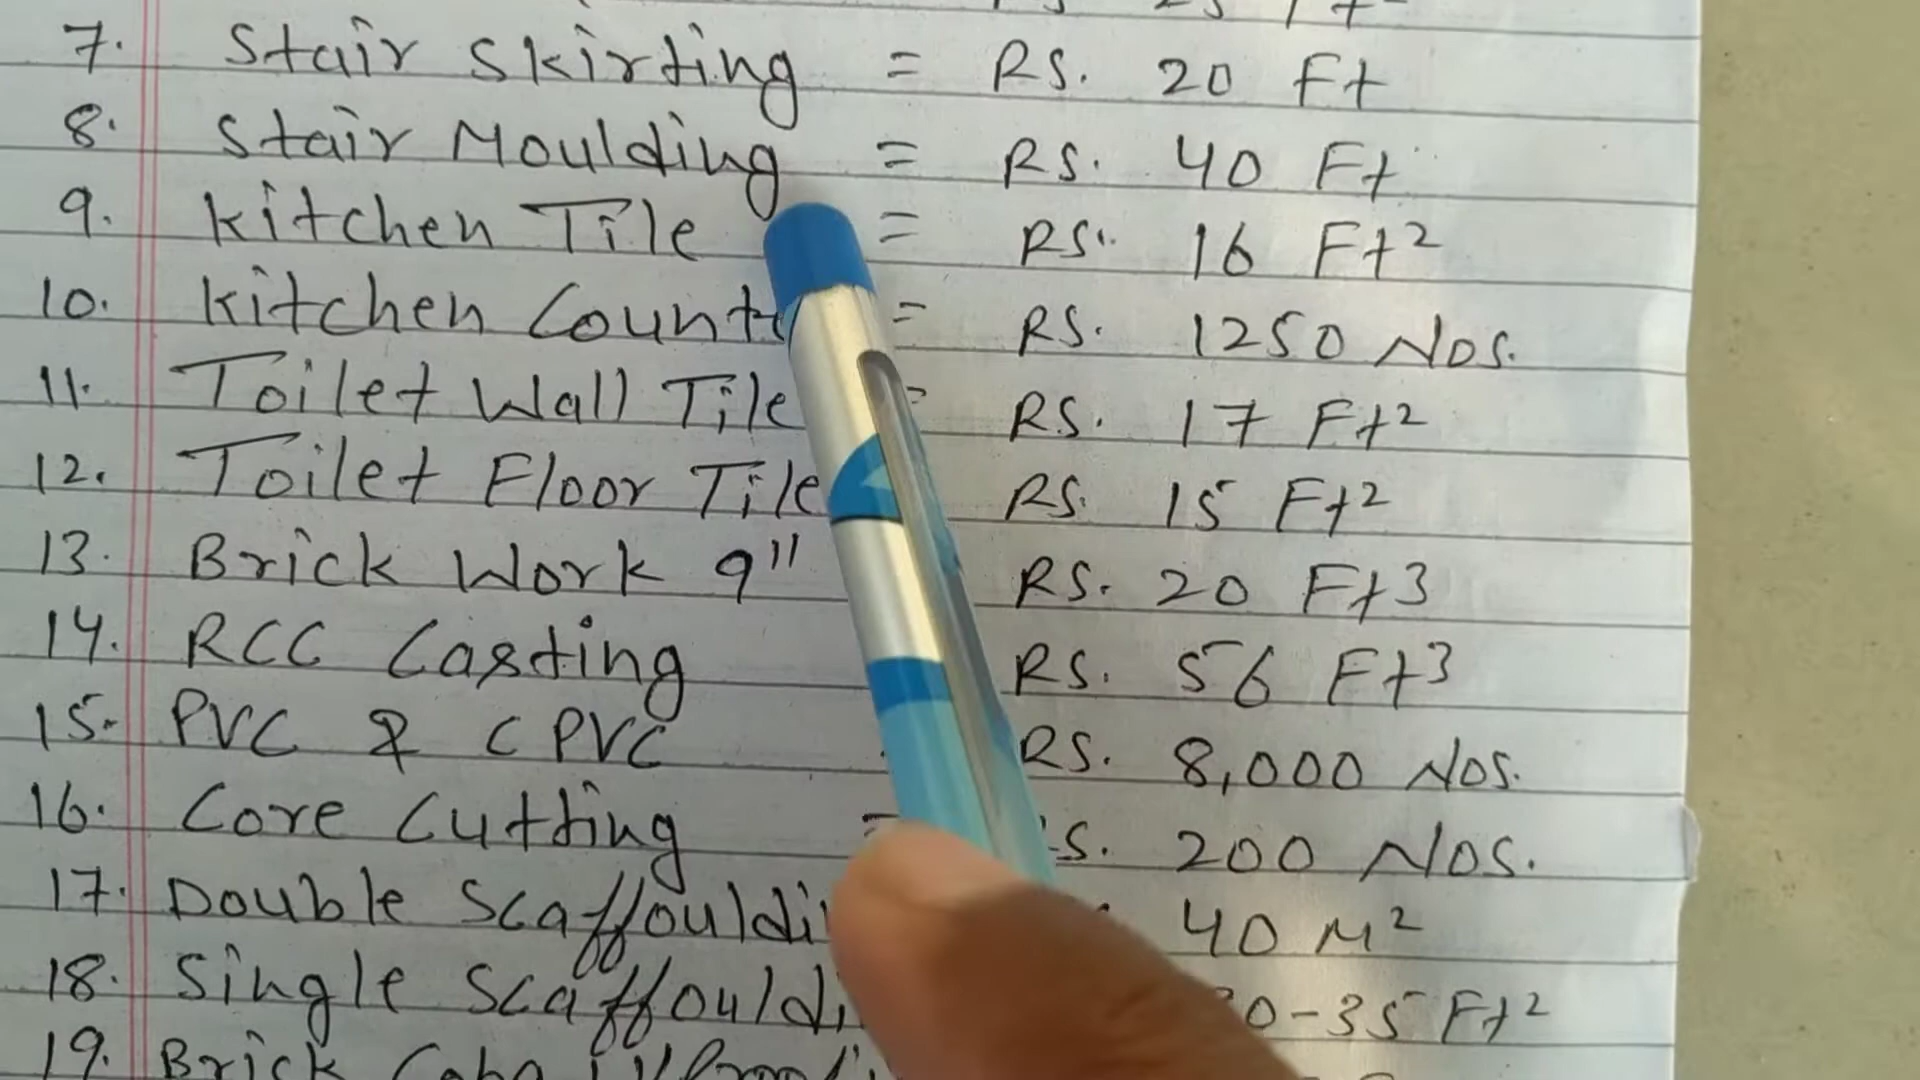 7. Stair Skirting = RS. 20 Ft
8. Stair Moulding = RS. 40 Ft
9. Kitchen Tile = RS. 16 Ft²
10. Kitchen = RS. 1250 Nos.
11. Toilet Wall Tile = RS. 17 Ft²
12. Toilet Floor Tile RS. 15 Ft²
13. Brick Work 9" RS. 20 Ft3
14. RCC Casting RS. 56 Ft³
15. PVC & CPVC RS. 8,000 Nos.
16. Core Cutting = 200 Nos.
17. Double 40 M²
18. Single -35 Ft²
19. Brick